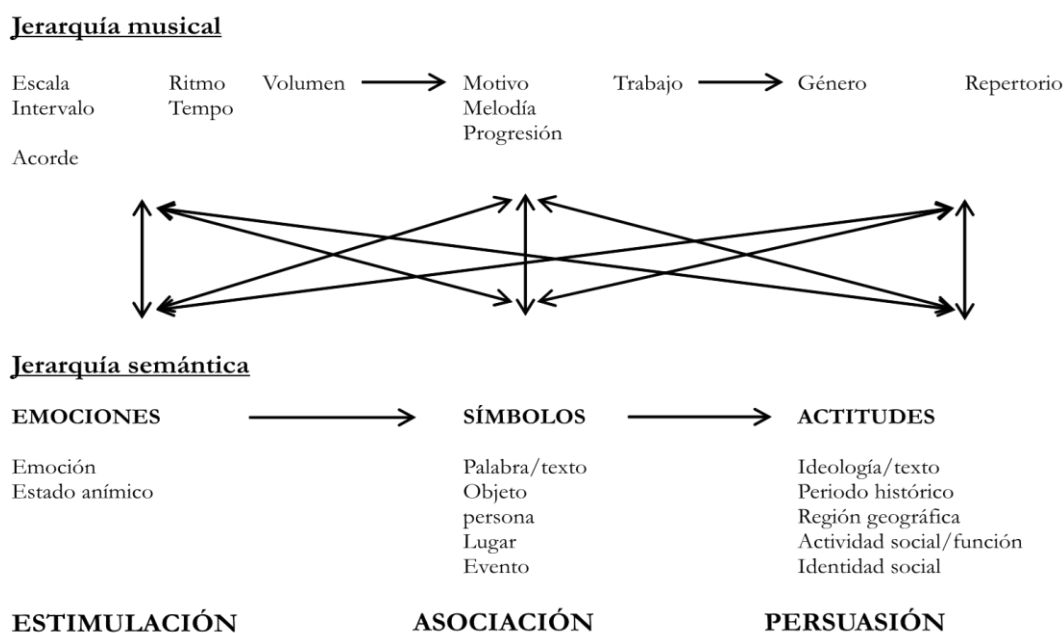 Jerarquía musical
Escala Ritmo Volumen Motivo Trabajo Género Repertorio
Intervalo Tempo Melodía
Progresión
Acorde
Jerarquía semántica
EMOCIONES SÍMBOLOS ACTITUDES
Emoción Palabra/texto Ideología/texto
Estado anímico Objeto Periodo histórico
persona Región geográfica
Lugar Actividad social/función
Evento Identidad social
ESTIMULACIÓN ASOCIACIÓN PERSUASIÓN